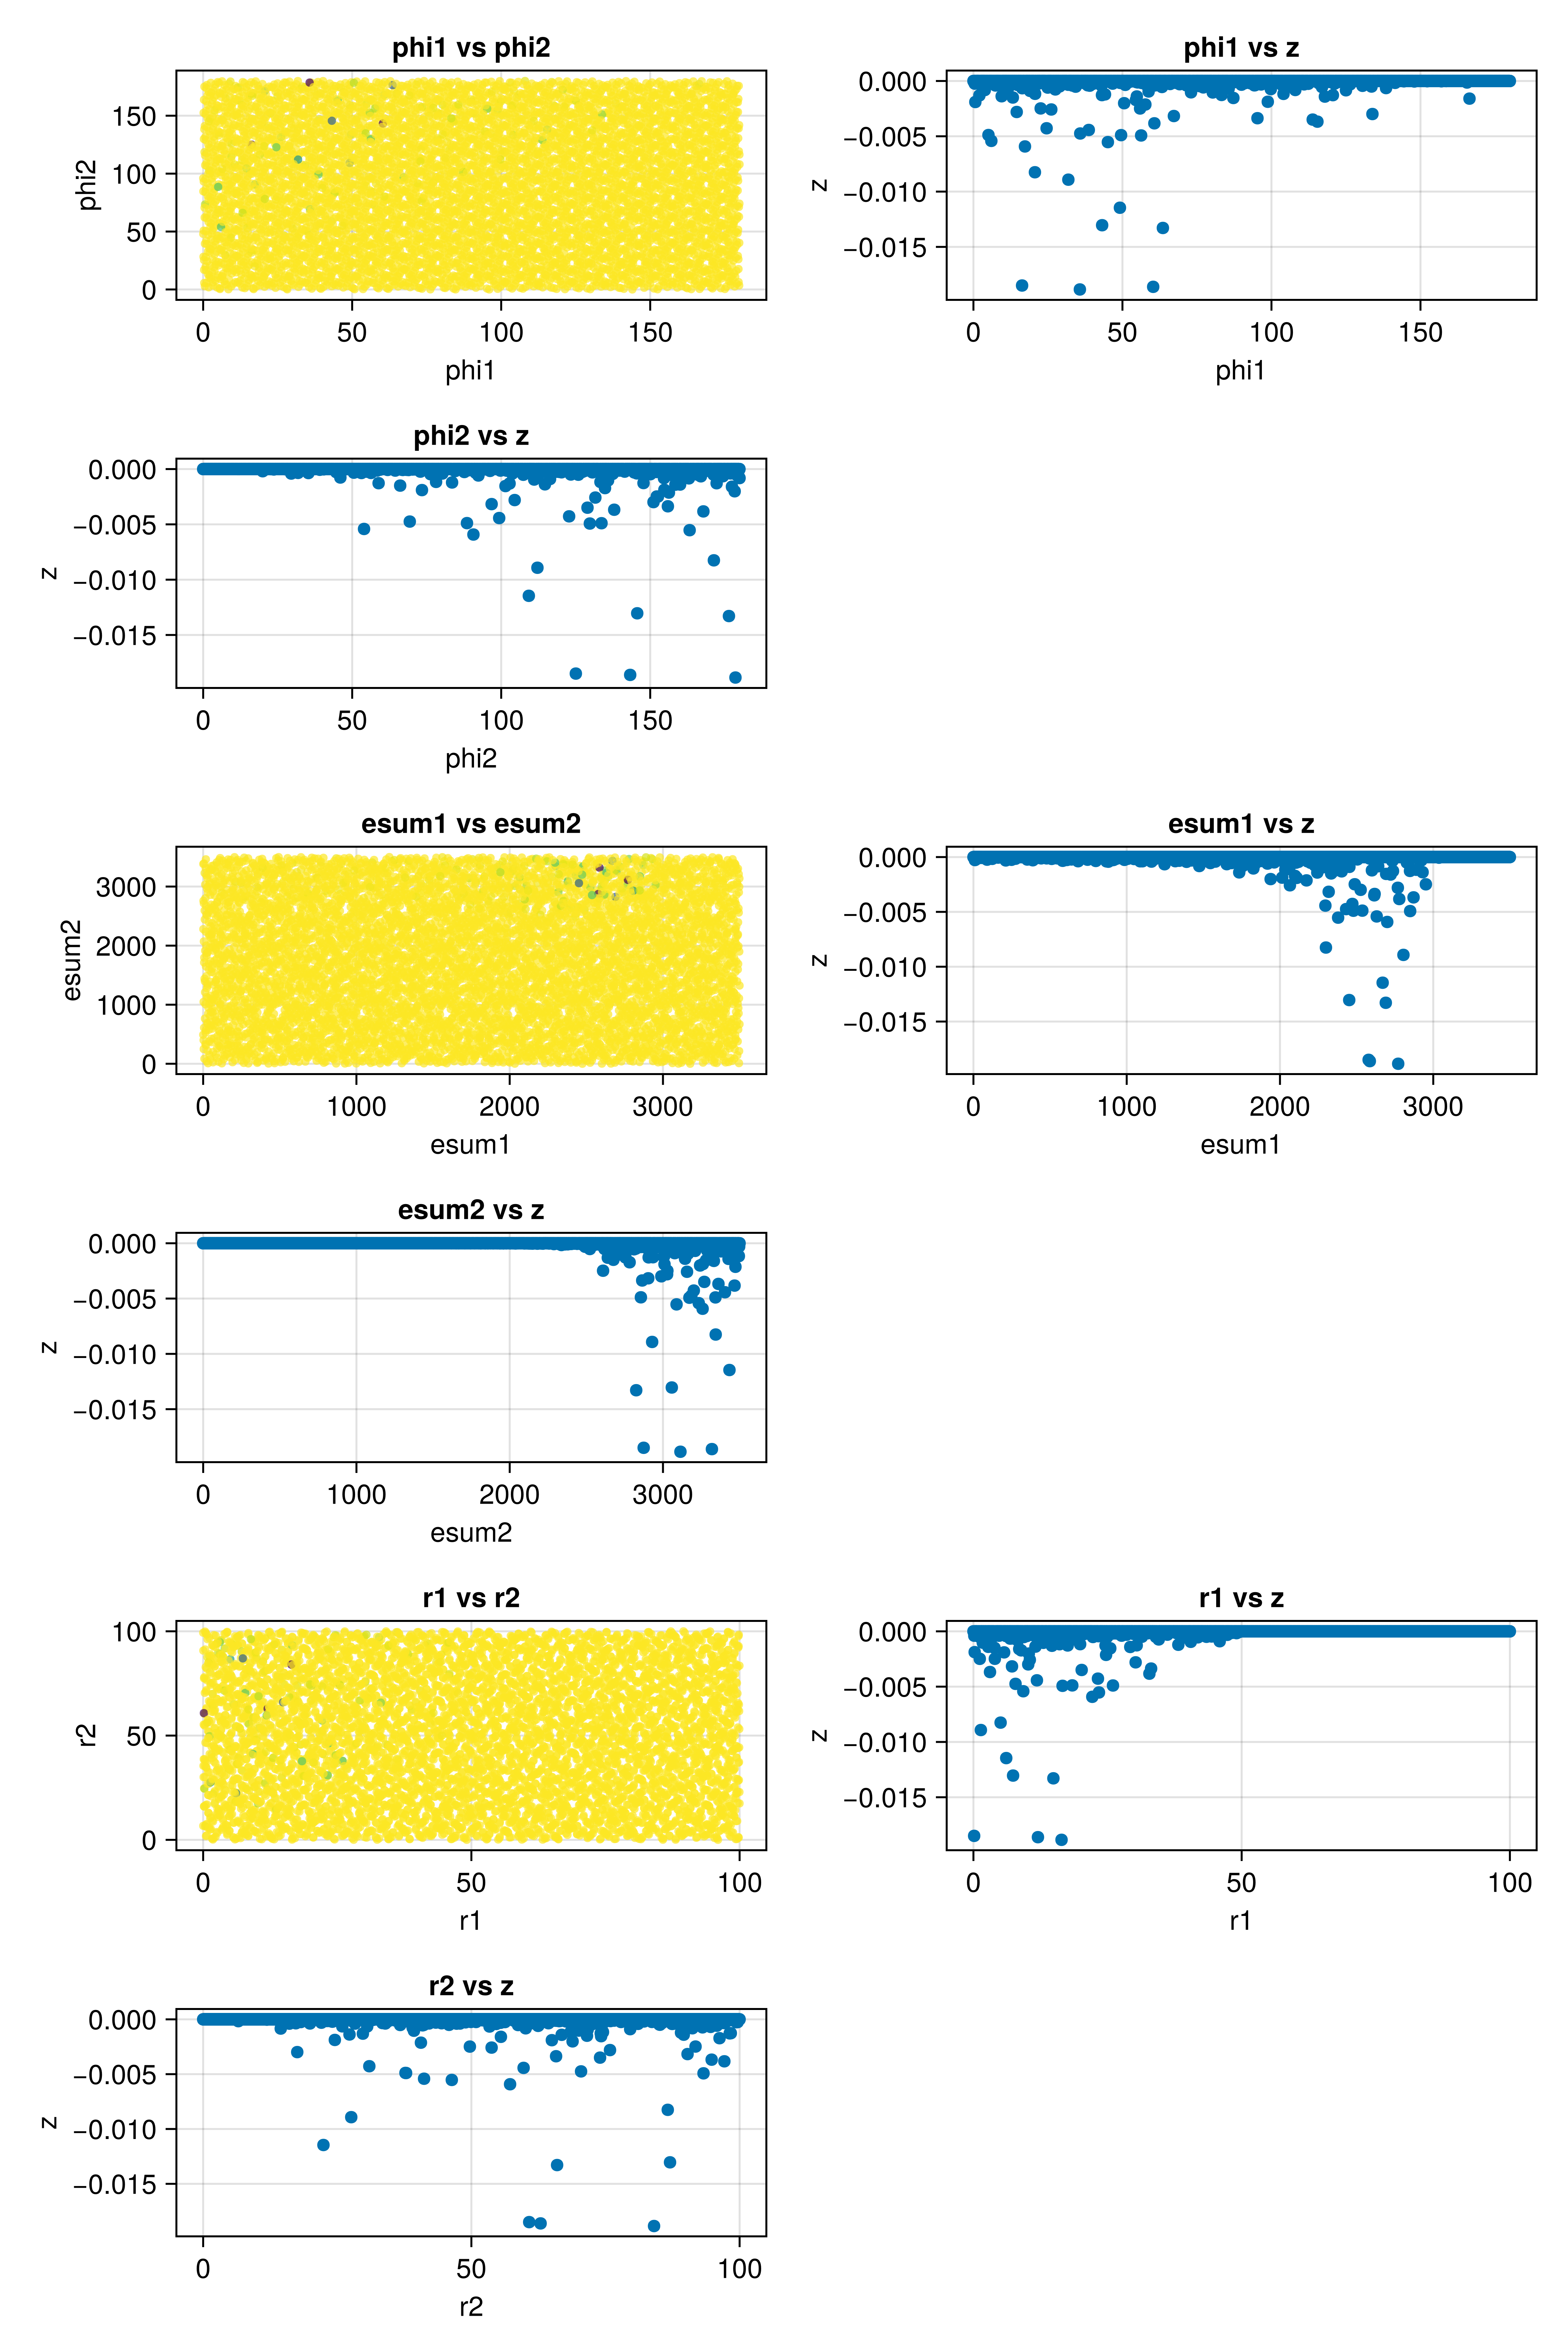 phi1 vs phi2
150
100
50
0
phi2
0 50 100 150
phi1
phi1 vs z
0.000
−0.005
−0.010
−0.015
z
0 50 100 150
phi1
phi2 vs z
0.000
−0.005
−0.010
−0.015
z
0 50 100 150
phi2
esum1 vs esum2
3000
2000
1000
0
esum2
0 1000 2000 3000
esum1
esum1 vs z
0.000
−0.005
−0.010
−0.015
z
0 1000 2000 3000
esum1
esum2 vs z
0.000
−0.005
−0.010
−0.015
z
0 1000 2000 3000
esum2
r1 vs r2
100
50
0
r2
0 50 100
r1
r1 vs z
0.000
−0.005
−0.010
−0.015
z
0 50 100
r1
r2 vs z
0.000
−0.005
−0.010
−0.015
z
0 50 100
r2